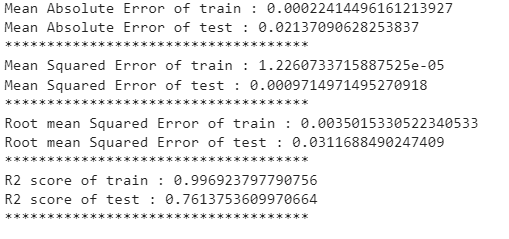 Mean Absolute Error of train : 0.00022414496161213927
Mean Absolute Error of test : 0.02137090628253837
************************************
Mean Squared Error of train : 1.2260733715887525e-05
Mean Squared Error of test : 0.0009714971495270918
************************************
Root mean Squared Error of train : 0.0035015330522340533
Root mean Squared Error of test : 0.0311688490247409
************************************
R2 score of train : 0.996923797790756
R2 score of test : 0.7613753609970664
************************************